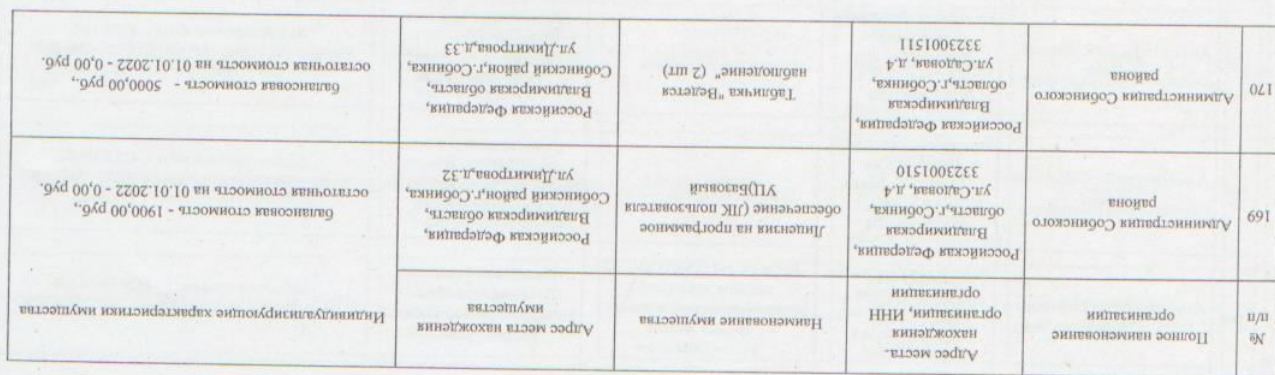 №
п/п
Полное наименование
организации
Адрес места.
нахождения
организации, ИНН
организации
Наименование имущества
Адрес места нахождения
имущества
Индивидуализирующие характеристики имущества
169
Администрация Собинского
района
Российская Федерация,
Владимирская
область,г.Собинка,
ул.Садовая, д.4
3323001510
Лицензия на программное
обеспечение (ЛК пользователя
УЦ)Базовый
Российская Федерация,
Владимирская область,
Собинский район,г.Собинка,
ул.Димитрова,д.32
балансовая стоимость - 1900,00 руб.,
остаточная стоимость на 01.01.2022 - 0,00 руб.
170
Администрация Собинского
района
Российская Федерация,
Владимирская
область,г.Собинка,
ул.Садовая, д.4
3323001511
Табличка "Ведется
наблюдение" (2 шт)
Российская Федерация,
Владимирская область,
Собинский район,г.Собинка,
ул.Димитрова,д.33
балансовая стоимость - 5000,00 руб.,
остаточная стоимость на 01.01.2022 - 0,00 руб.